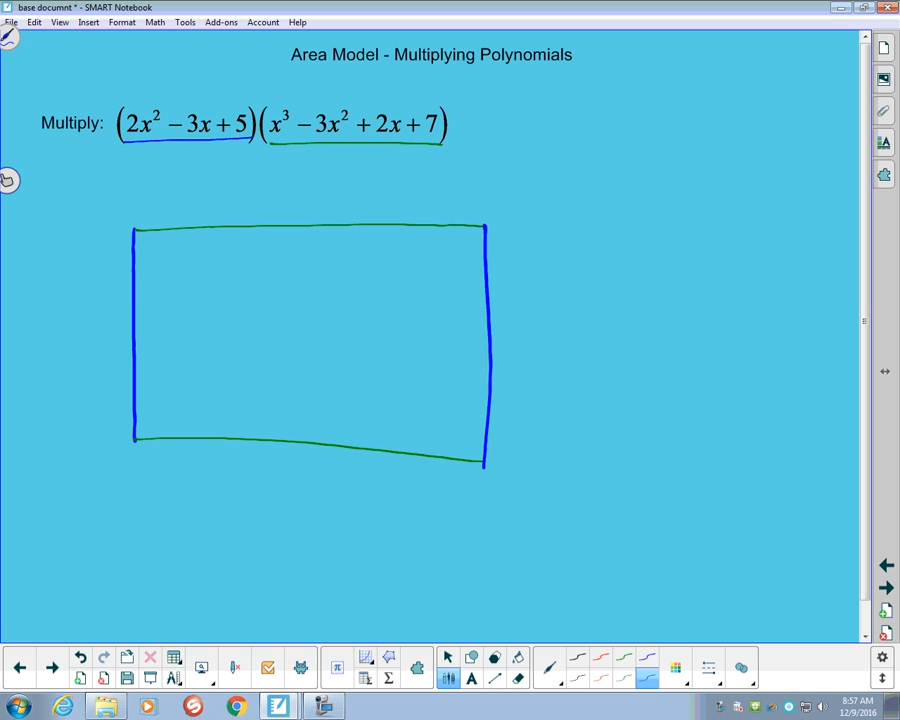 base documnt * - SMART Notebook
File Edit View Insert Format Math Tools Add-ons Account Help
Area Model - Multiplying Polynomials
Multiply: (2x² − 3x + 5)(x³ − 3x² + 2x + 7)
8:57 AM
12/9/2016